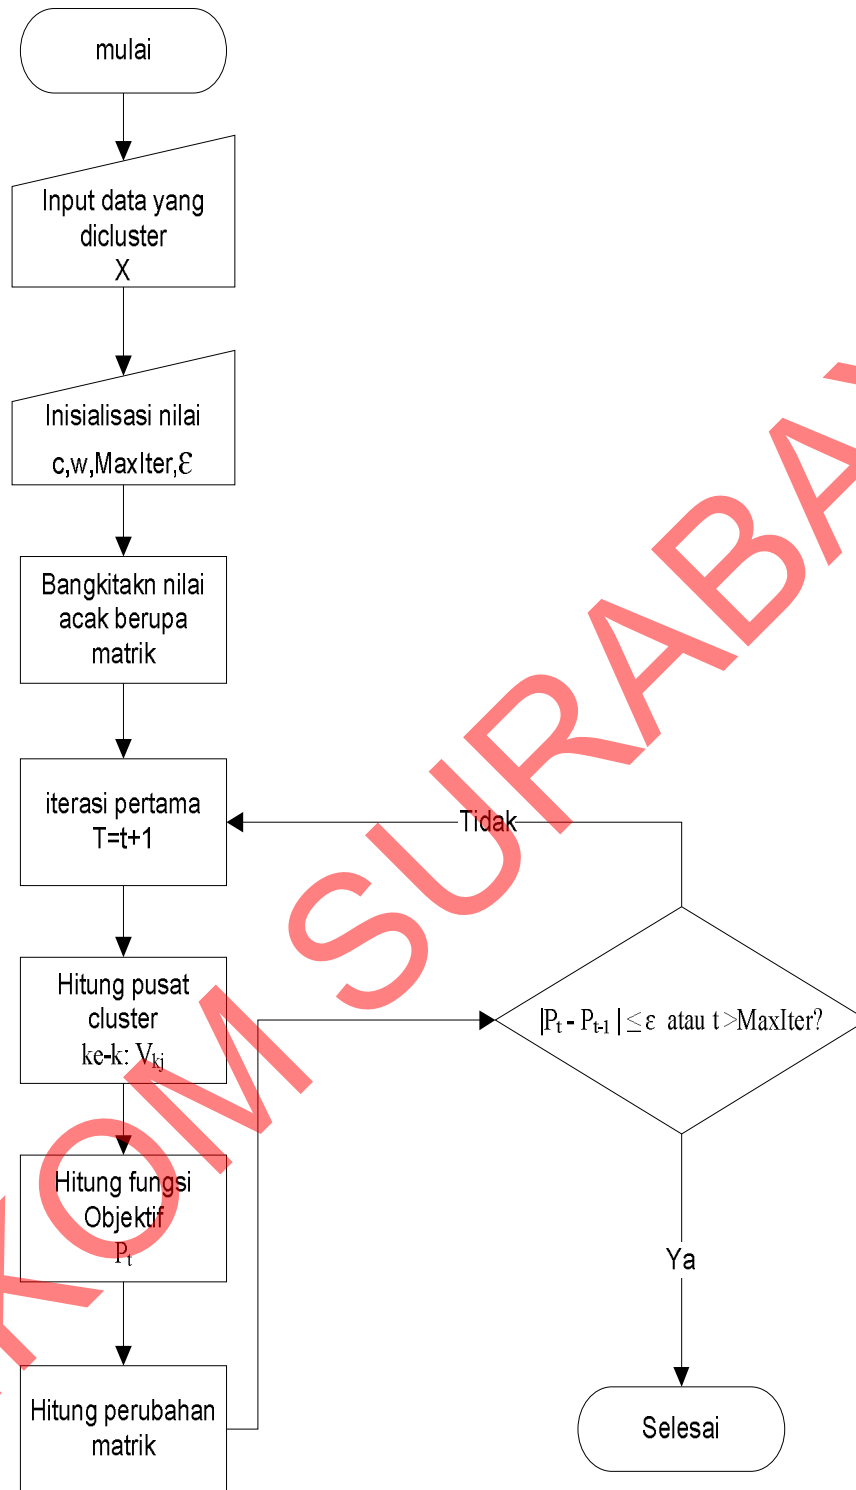 mulai
Input data yang
dicluster
X
Inisialisasi nilai
c,w,MaxIter,ε
Bangkitakn nilai
acak berupa
matrik
iterasi pertama
T=t+1
Tidak
Hitung pusat
cluster
ke-k: Vkj
|Pt - Pt-1 | ≤ ε atau t >MaxIter?
Hitung fungsi
Objektif
Pt
Ya
Hitung perubahan
matrik
Selesai
KOM SURABAY